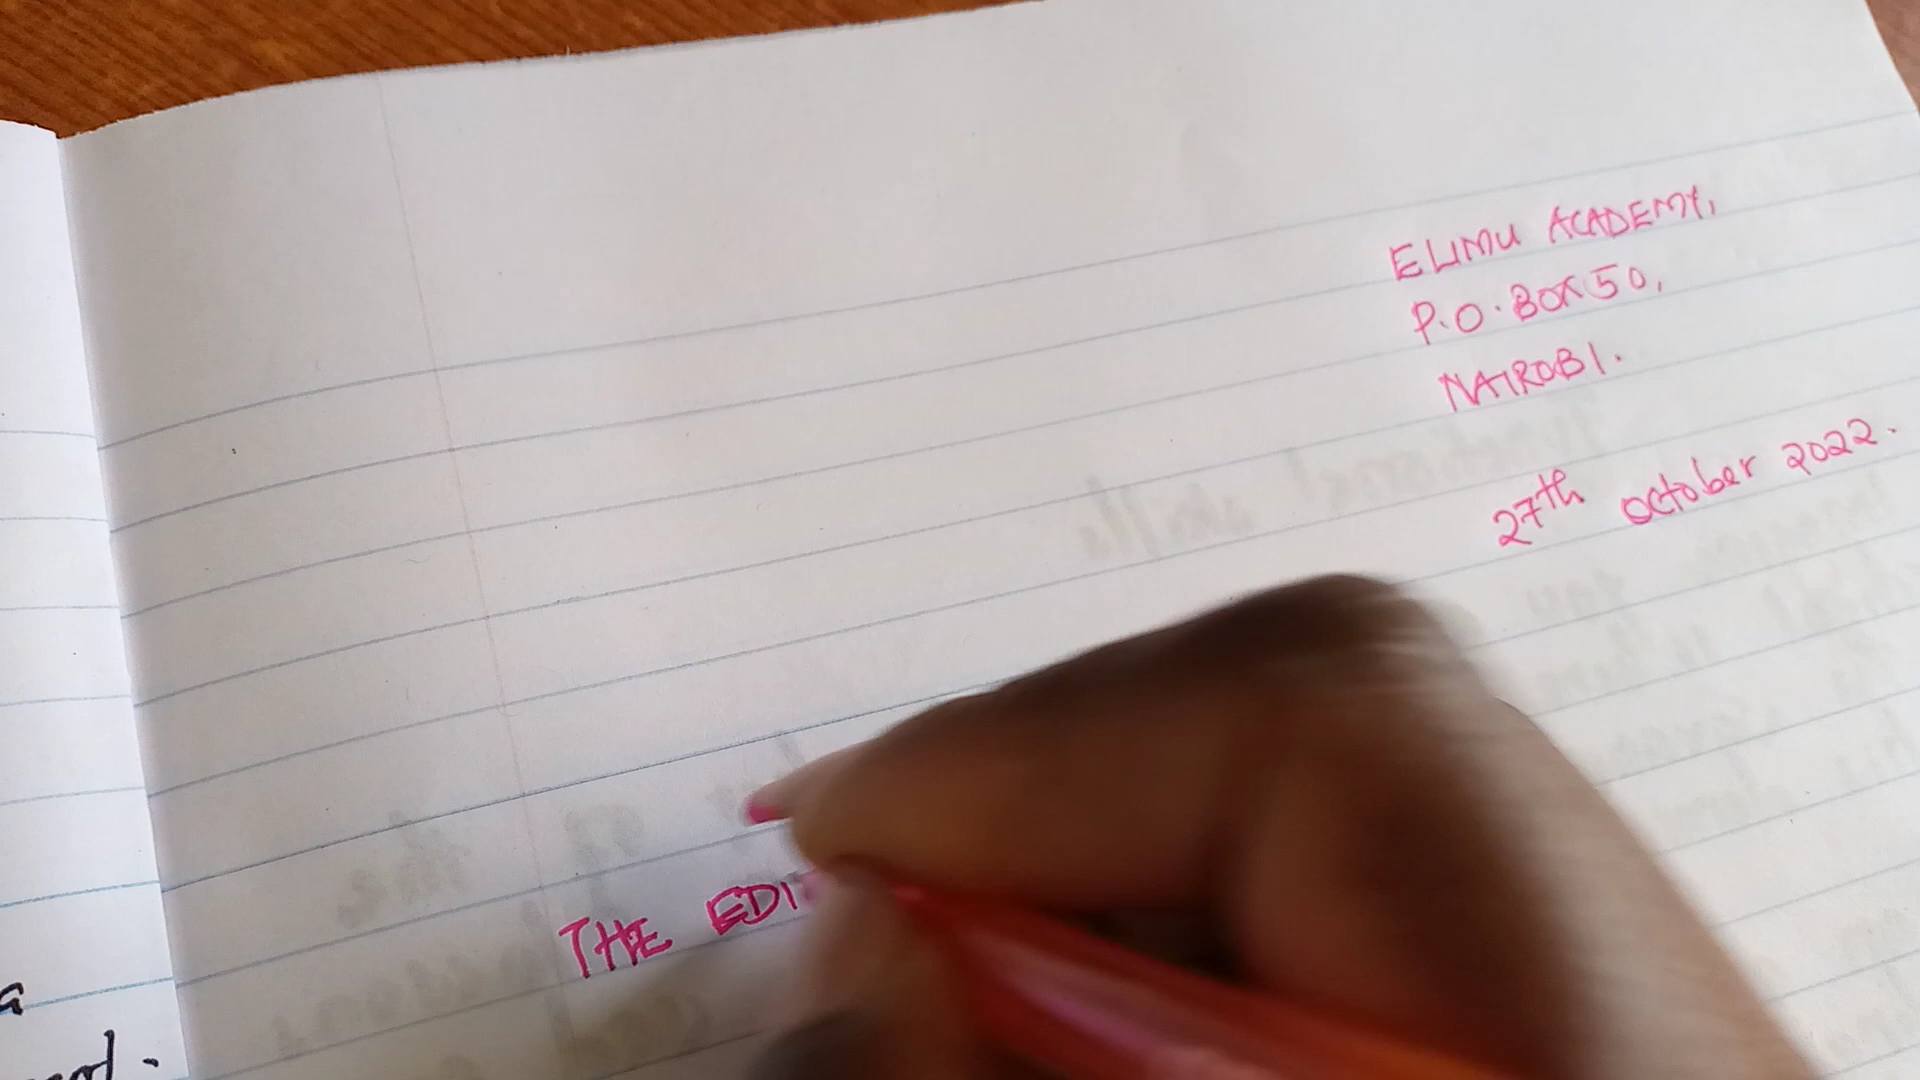 ELIMU ACADEMY,
P.O. BOX 50,
NAIROBI.
27th October 2022.
THE EDI